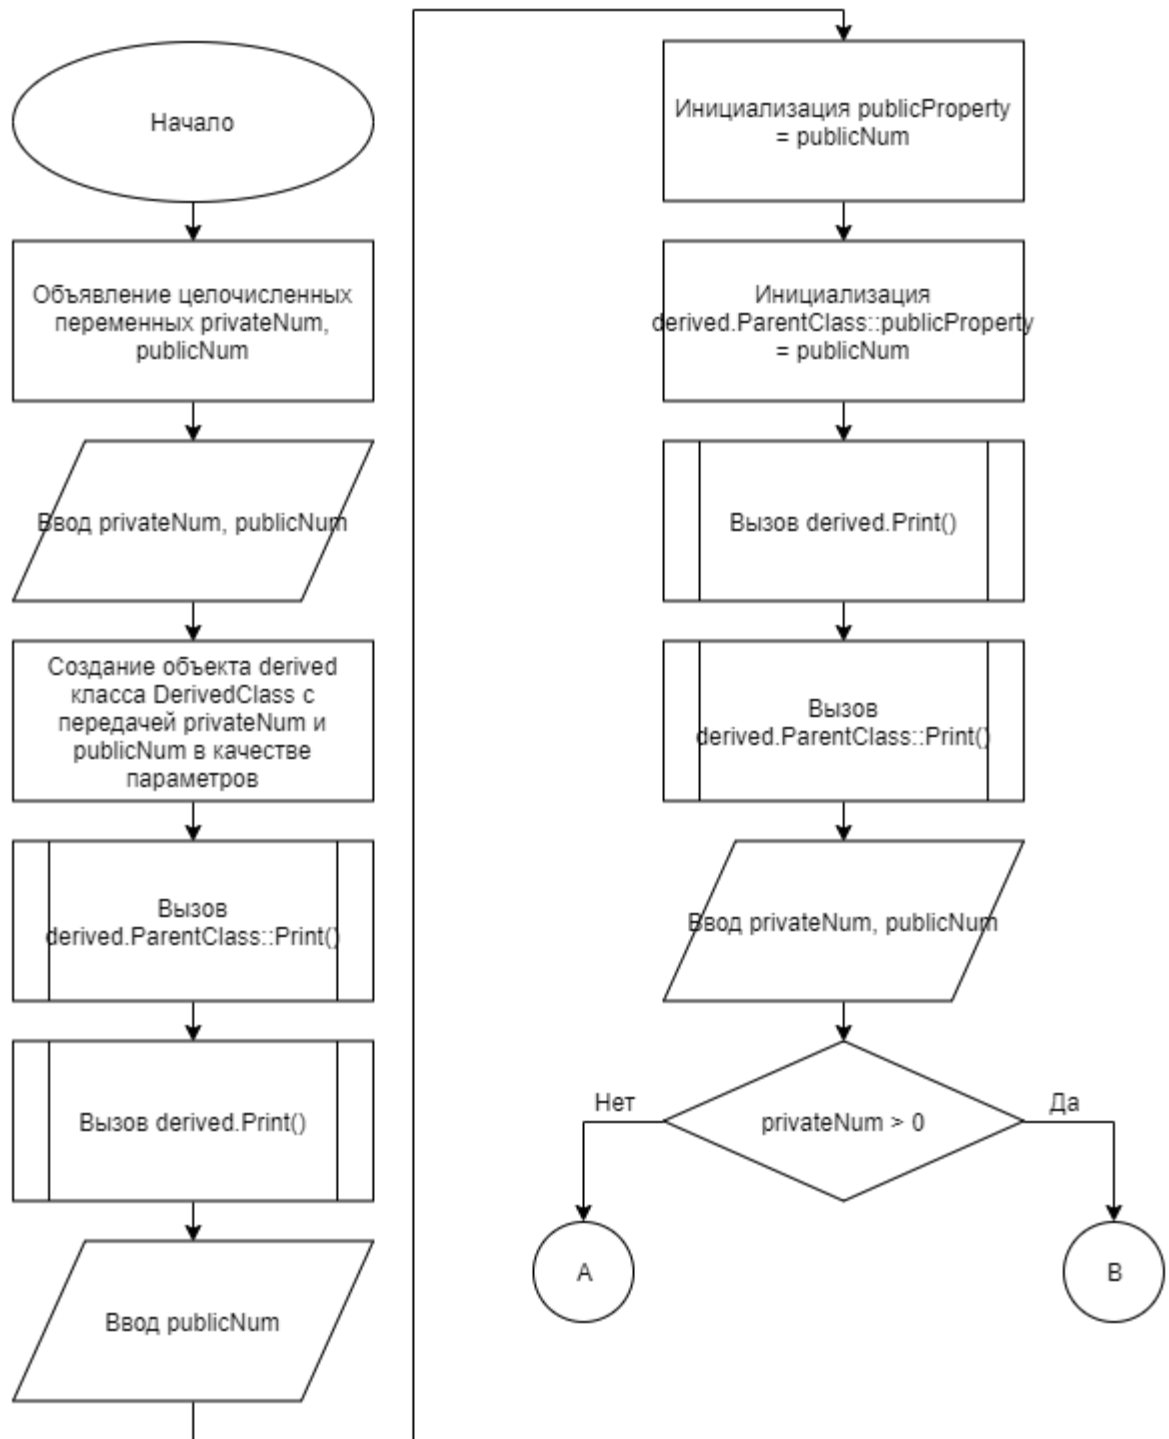 Начало
Объявление целочисленных
переменных privateNum,
publicNum
Ввод privateNum, publicNum
Создание объекта derived
класса DerivedClass с
передачей privateNum и
publicNum в качестве
параметров
Вызов
derived.ParentClass::Print()
Вызов derived.Print()
Ввод publicNum
Инициализация publicProperty
= publicNum
Инициализация
derived.ParentClass::publicProperty
= publicNum
Вызов derived.Print()
Вызов
derived.ParentClass::Print()
Ввод privateNum, publicNum
privateNum > 0
Нет
Да
A
B